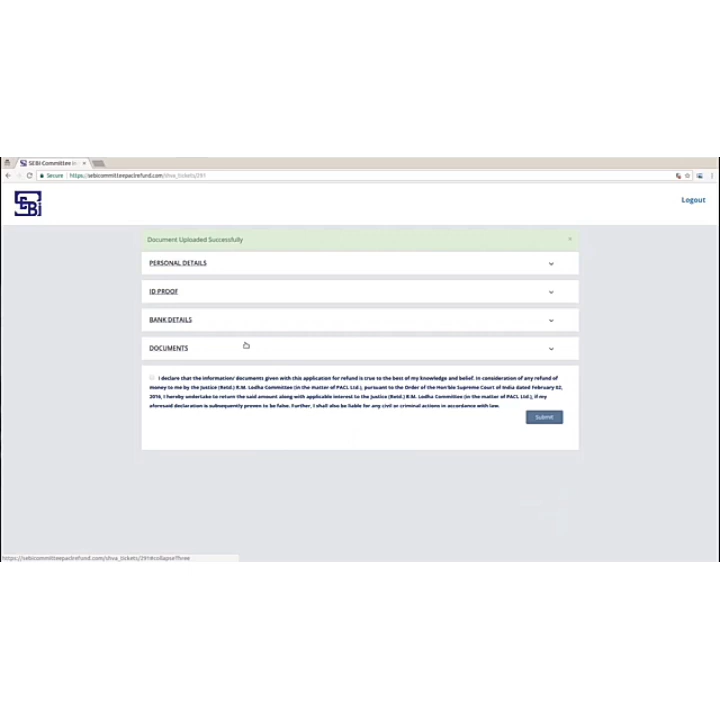 SEBI Committee in
Secure https://sebicommitteepaclrefund.com/shva_tickets/291
SEBI
Logout
Document Uploaded Successfully
×
PERSONAL DETAILS
ID PROOF
BANK DETAILS
DOCUMENTS
I declare that the information/ documents given with this application for refund is true to the best of my knowledge and belief. In consideration of any refund of
money to me by the Justice (Retd.) R.M. Lodha Committee (in the matter of PACL Ltd.), pursuant to the Order of the Hon'ble Supreme Court of India dated February 02,
2016, I hereby undertake to return the said amount along with applicable interest to the Justice (Retd.) R.M. Lodha Committee (in the matter of PACL Ltd.), if my
aforesaid declaration is subsequently proven to be false. Further, I shall also be liable for any civil or criminal actions in accordance with law.
Submit
https://sebicommitteepaclrefund.com/shva_tickets/291#collapseThree